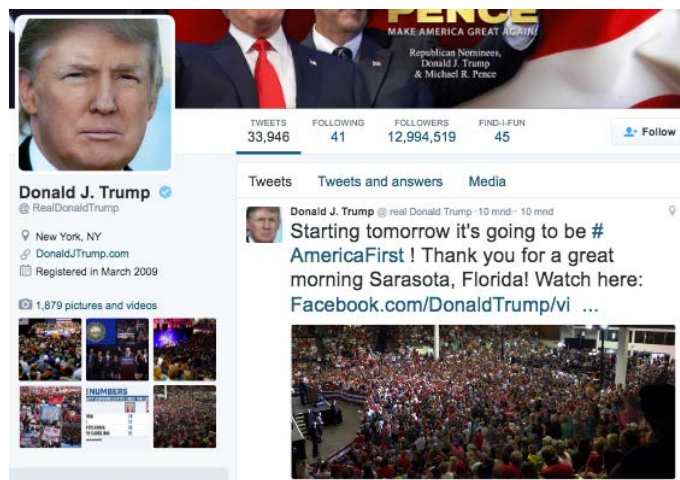 PENCE
MAKE AMERICA GREAT AGAIN!
Republican Nominees,
Donald J. Trump
& Michael R. Pence
TWEETS FOLLOWING FOLLOWERS FIND-I-FUN
33,946 41 12,994,519 45
Follow
Donald J. Trump
@ RealDonaldTrump
New York, NY
DonaldJTrump.com
Registered in March 2009
1,879 pictures and videos
NUMBERS
Tweets Tweets and answers Media
Donald J. Trump @ real Donald Trump ·10 mnd·· 10 mnd
Starting tomorrow it's going to be #
AmericaFirst ! Thank you for a great
morning Sarasota, Florida! Watch here:
Facebook.com/DonaldTrump/vi ...